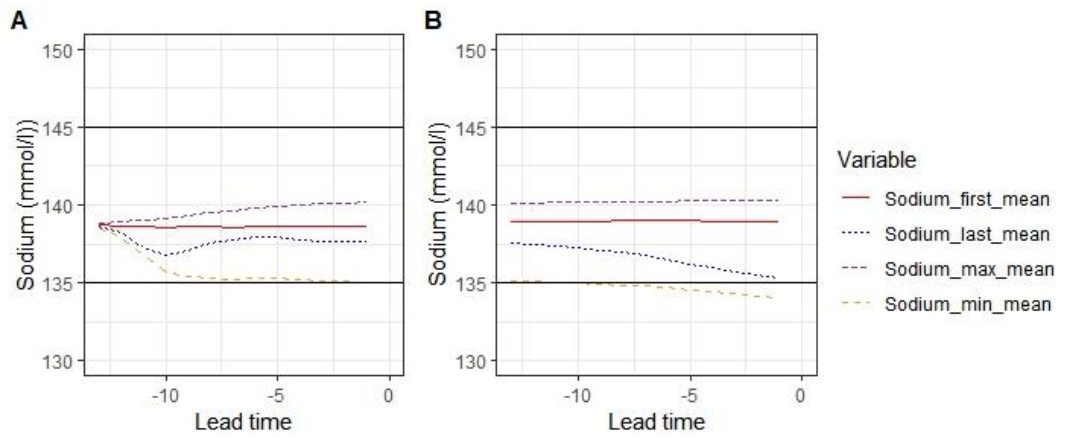 A
B
Sodium (mmol/l))
150
145
140
135
130
-10
-5
0
Lead time
Sodium (mmol/l)
150
145
140
135
130
-10
-5
0
Lead time
Variable
Sodium_first_mean
Sodium_last_mean
Sodium_max_mean
Sodium_min_mean